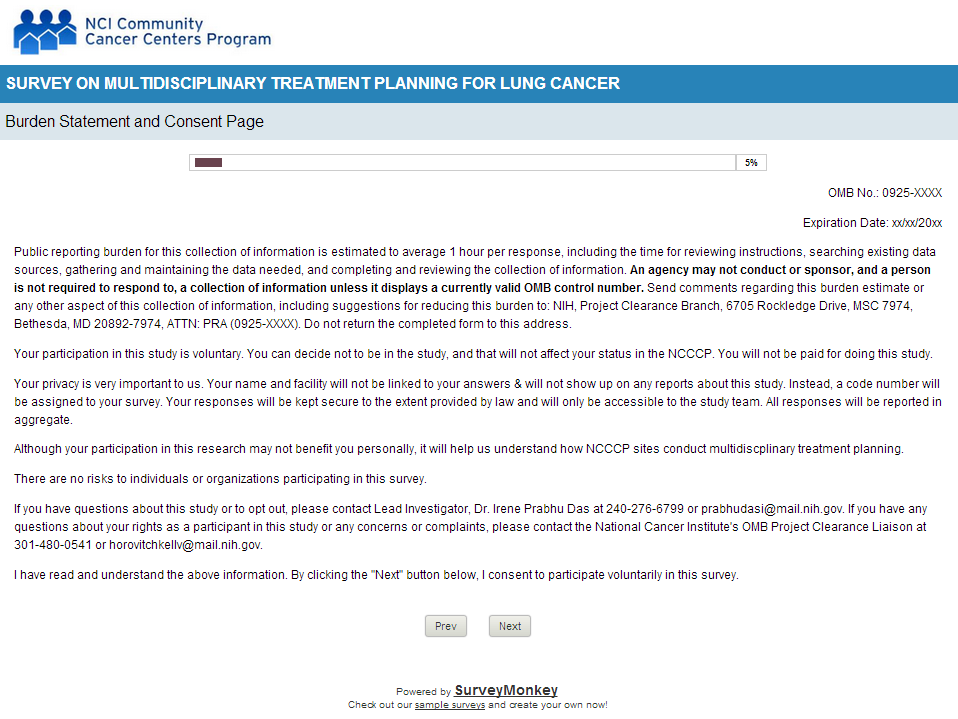 NCI Community
Cancer Centers Program
SURVEY ON MULTIDISCIPLINARY TREATMENT PLANNING FOR LUNG CANCER
Burden Statement and Consent Page
5%
OMB No.: 0925-XXXX
Expiration Date: xx/xx/20xx
Public reporting burden for this collection of information is estimated to average 1 hour per response, including the time for reviewing instructions, searching existing data
sources, gathering and maintaining the data needed, and completing and reviewing the collection of information. An agency may not conduct or sponsor, and a person
is not required to respond to, a collection of information unless it displays a currently valid OMB control number. Send comments regarding this burden estimate or
any other aspect of this collection of information, including suggestions for reducing this burden to: NIH, Project Clearance Branch, 6705 Rockledge Drive, MSC 7974,
Bethesda, MD 20892-7974, ATTN: PRA (0925-XXXX). Do not return the completed form to this address.
Your participation in this study is voluntary. You can decide not to be in the study, and that will not affect your status in the NCCCP. You will not be paid for doing this study.
Your privacy is very important to us. Your name and facility will not be linked to your answers & will not show up on any reports about this study. Instead, a code number will
be assigned to your survey. Your responses will be kept secure to the extent provided by law and will only be accessible to the study team. All responses will be reported in
aggregate.
Although your participation in this research may not benefit you personally, it will help us understand how NCCCP sites conduct multidiscplinary treatment planning.
There are no risks to individuals or organizations participating in this survey.
If you have questions about this study or to opt out, please contact Lead Investigator, Dr. Irene Prabhu Das at 240-276-6799 or prabhudasi@mail.nih.gov. If you have any
questions about your rights as a participant in this study or any concerns or complaints, please contact the National Cancer Institute's OMB Project Clearance Liaison at
301-480-0541 or horovitchkellv@mail.nih.gov.
I have read and understand the above information. By clicking the "Next" button below, I consent to participate voluntarily in this survey.
Prev Next
Powered by SurveyMonkey
Check out our sample surveys and create your own now!